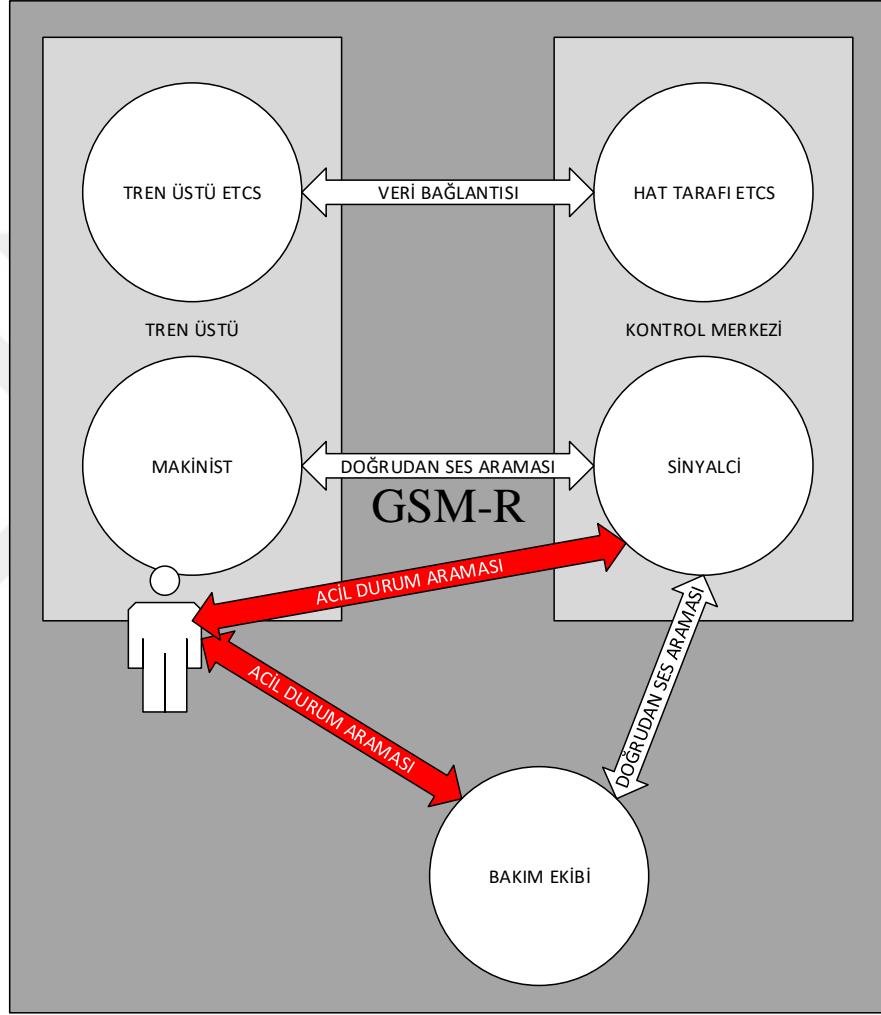 TREN ÜSTÜ ETCS
VERİ BAĞLANTISI
HAT TARAFI ETCS
TREN ÜSTÜ
KONTROL MERKEZİ
MAKİNİST
DOĞRUDAN SES ARAMASI
SİNYALCİ
GSM-R
ACİL DURUM ARAMASI
ACİL DURUM ARAMASI
DOĞRUDAN SES ARAMASI
BAKIM EKİBİ